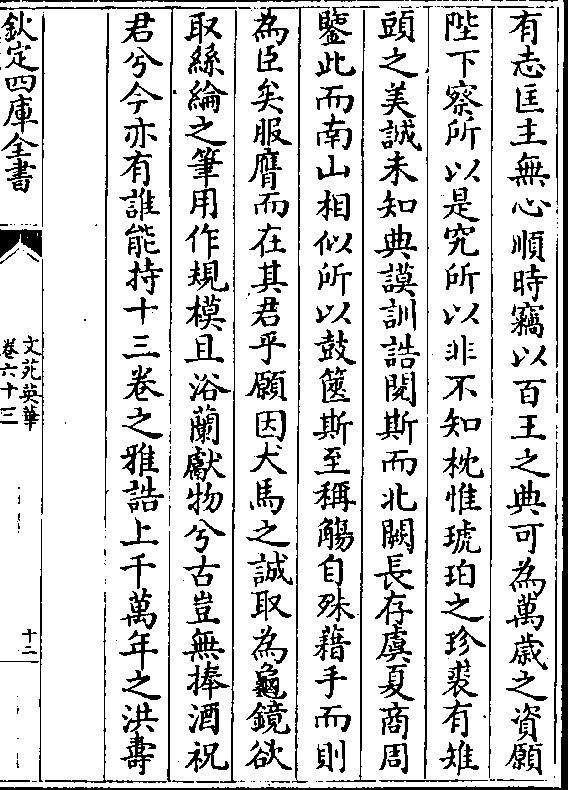 有志匡主無心順時竊以百王之典可為萬歳之資願
陛下察所以是究所以非不知枕惟琥珀之珍裘有雉
頭之美誠未知典謨訓誥閲斯而北闕長存虞夏商周
鑒此而南山相似所以鼓篋斯至稱觴自殊藉手而則
為臣矣服膺而在其君乎願因犬馬之誠取為龜鏡欲
取絲綸之筆用作規模且浴蘭獻物兮古豈無捧酒祝
君兮今亦有誰能持十三卷之雅誥上千萬年之洪壽
欽定四庫全書
文苑英華
卷六十三
十二